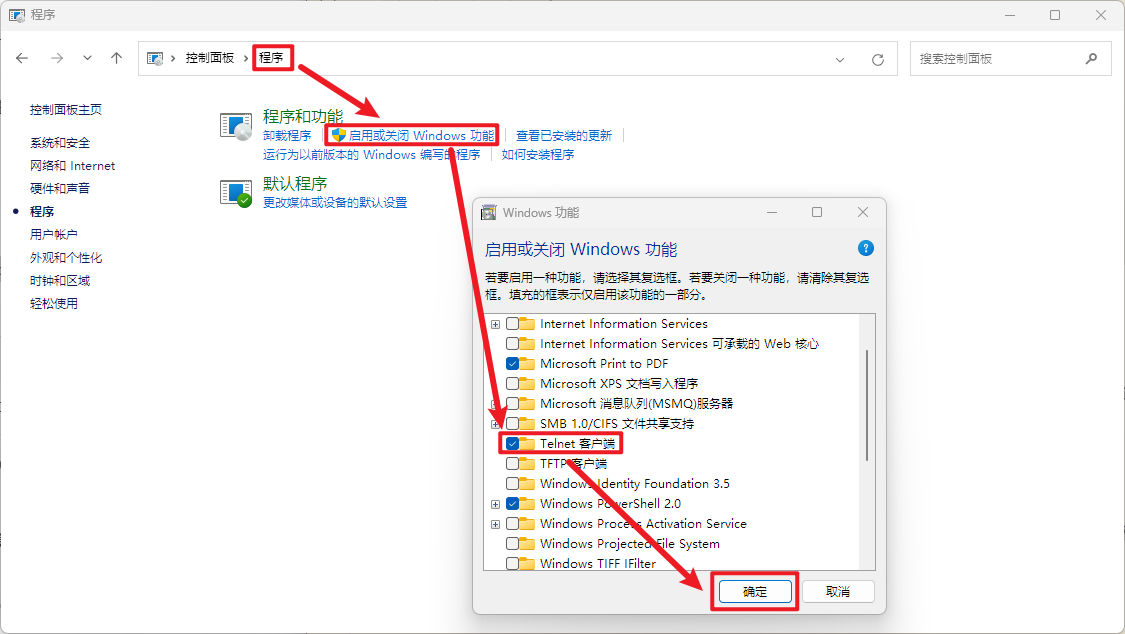 程序
控制面板
程序
搜索控制面板
控制面板主页
系统和安全
网络和 Internet
硬件和声音
程序
用户帐户
外观和个性化
时钟和区域
轻松使用
程序和功能
卸载程序
启用或关闭 Windows 功能
查看已安装的更新
运行为以前版本的 Windows 编写的程序
如何安装程序
默认程序
更改媒体或设备的默认设置
Windows 功能
启用或关闭 Windows 功能
若要启用一种功能，请选择其复选框。若要关闭一种功能，请清除其复选
框。填充的框表示仅启用该功能的一部分。
Internet Information Services
Internet Information Services 可承载的 Web 核心
Microsoft Print to PDF
Microsoft XPS 文档写入程序
Microsoft 消息队列(MSMQ)服务器
SMB 1.0/CIFS 文件共享支持
Telnet 客户端
TFTP 客户端
Windows Identity Foundation 3.5
Windows PowerShell 2.0
Windows Process Activation Service
Windows Projected File System
Windows TIFF IFilter
确定
取消